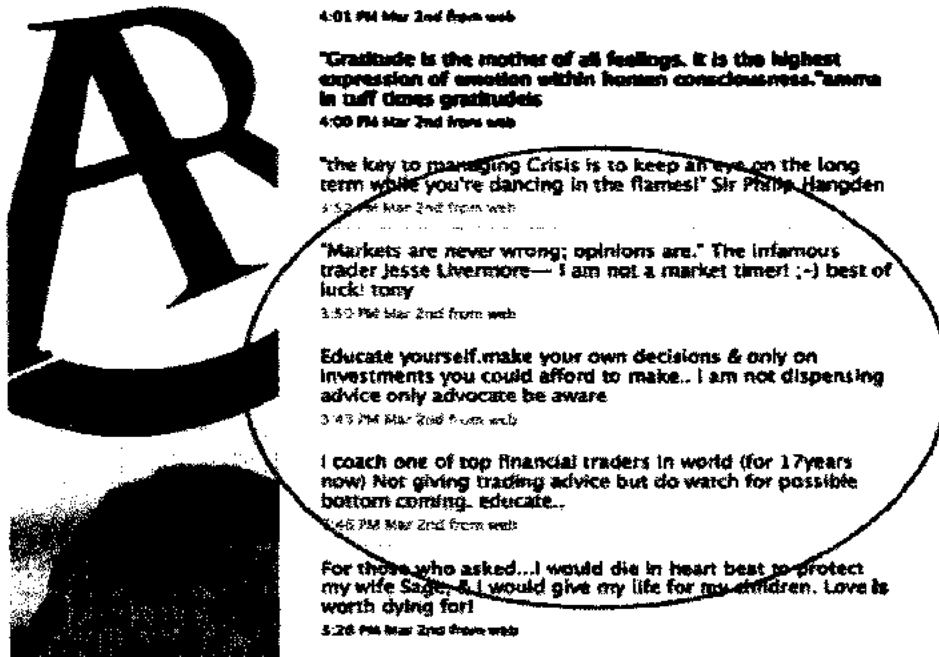 4:01 PM Mar 2nd from web
"Gratitude is the mother of all feelings. It is the highest
expression of emotion within human consciousness."amma
in tuff times gratitudeis
4:00 PM Mar 2nd from web
"the key to managing Crisis is to keep an eye on the long
term while you're dancing in the flames!" Sir Philip Hangden
3:52 PM Mar 2nd from web
"Markets are never wrong; opinions are." The infamous
trader Jesse Livermore— I am not a market timer! ;-) best of
luck! tony
3:50 PM Mar 2nd from web
Educate yourself.make your own decisions & only on
investments you could afford to make.. I am not dispensing
advice only advocate be aware
PM Mar 2nd from web
I coach one of top financial traders in world (for 17years
now) Not giving trading advice but do watch for possible
bottom coming. educate..
3:46 PM Mar 2nd from web
For those who asked...I would die in heart beat to protect
my wife Sage, & I would give my life for my children. Love is
worth dying for!
3:28 PM Mar 2nd from web